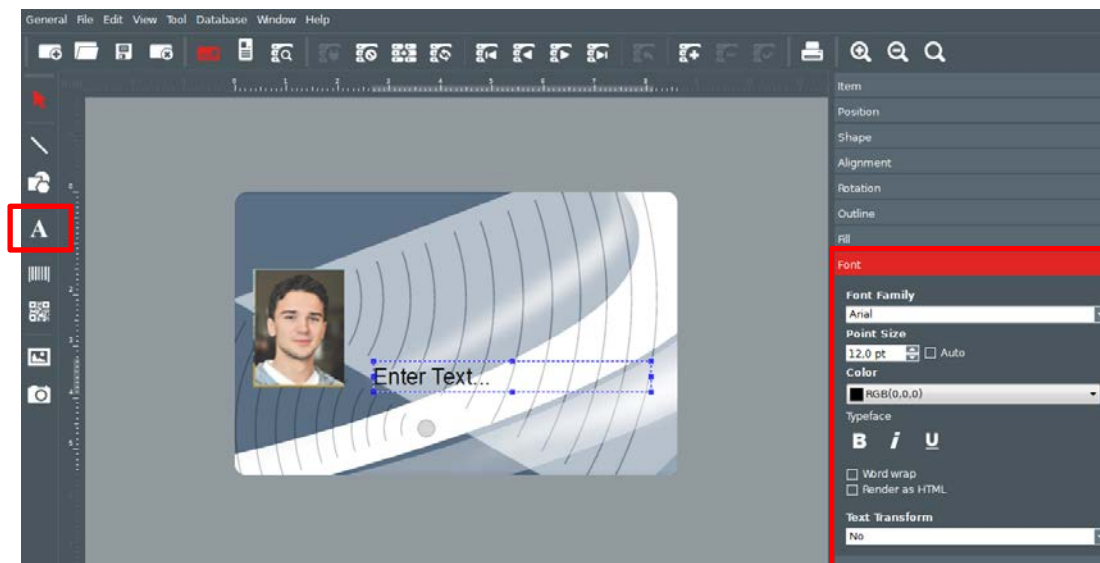 General File Edit View Tool Database Window Help
Item
Position
Shape
Alignment
Rotation
Outline
Fill
Font
A
Font Family
Arial
Point Size
12.0 pt Auto
Color
RGB(0,0,0)
Typeface
B i U
Word wrap
Render as HTML
Text Transform
No
Enter Text...